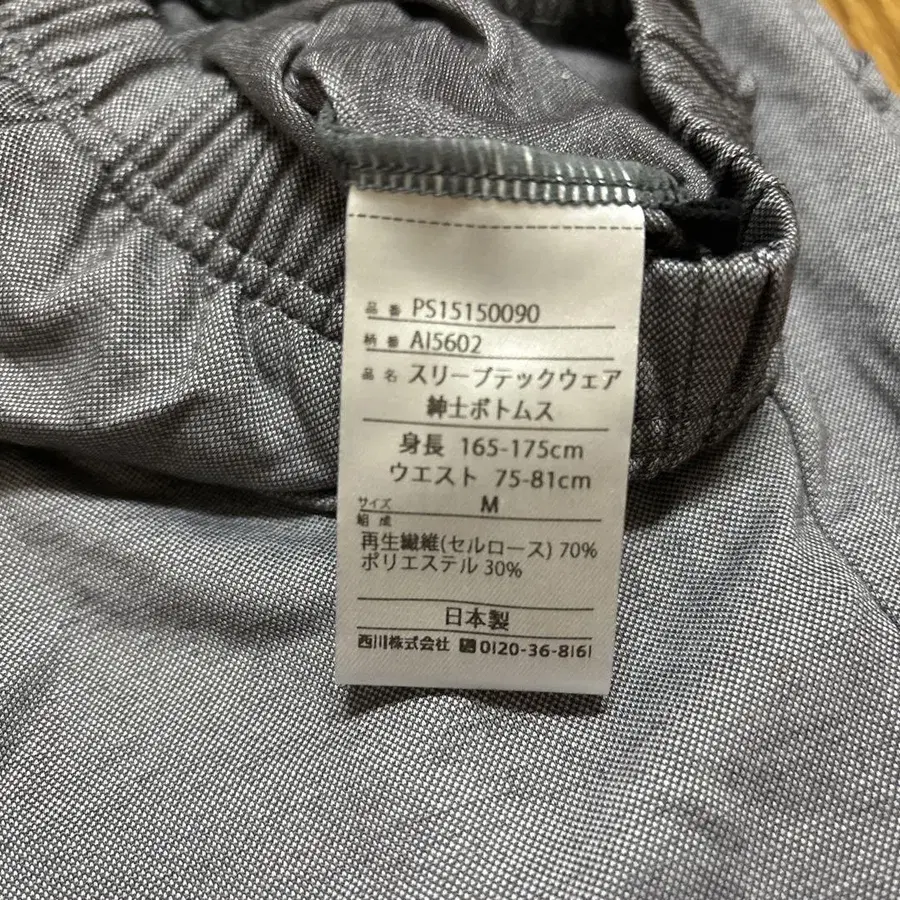 品番 PS15150090
柄番 AI5602
品名 スリープテックウェア
紳士ボトムス
身長 165-175cm
ウエスト 75-81cm
サイズ M
組成
再生繊維(セルロース) 70%
ポリエステル 30%
日本製
西川株式会社 0120-36-8161